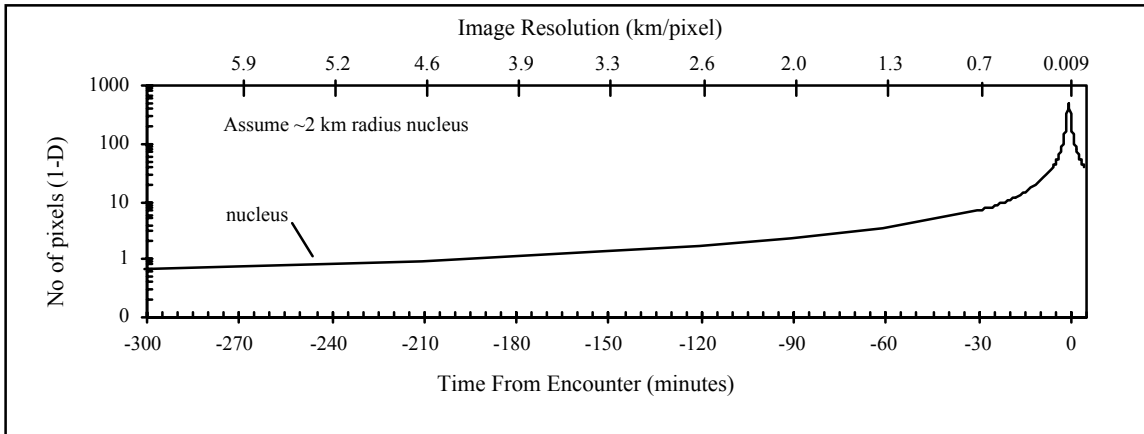 Image Resolution (km/pixel)
5.9 5.2 4.6 3.9 3.3 2.6 2.0 1.3 0.7 0.009
1000
Assume ~2 km radius nucleus
100
No of pixels (1-D)
10
nucleus
1
0
-300 -270 -240 -210 -180 -150 -120 -90 -60 -30 0
Time From Encounter (minutes)